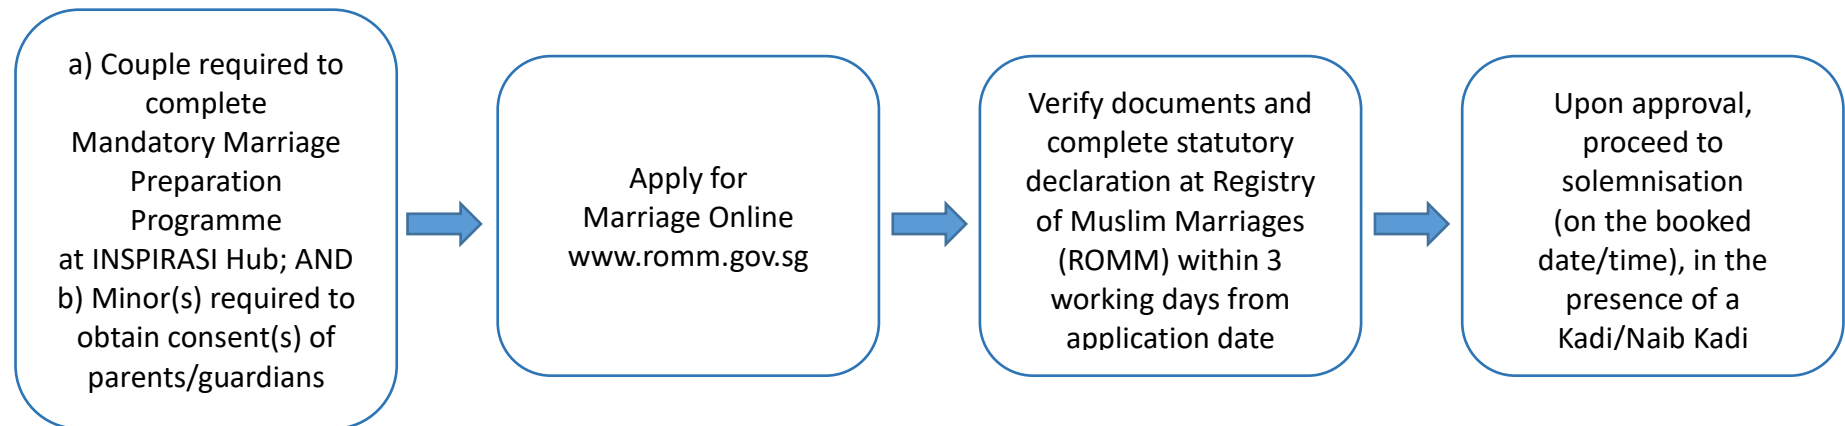 a) Couple required to
complete
Mandatory Marriage
Preparation
Programme
at INSPIRASI Hub; AND
b) Minor(s) required to
obtain consent(s) of
parents/guardians
Apply for
Marriage Online
www.romm.gov.sg
Verify documents and
complete statutory
declaration at Registry
of Muslim Marriages
(ROMM) within 3
working days from
application date
Upon approval,
proceed to
solemnisation
(on the booked
date/time), in the
presence of a
Kadi/Naib Kadi